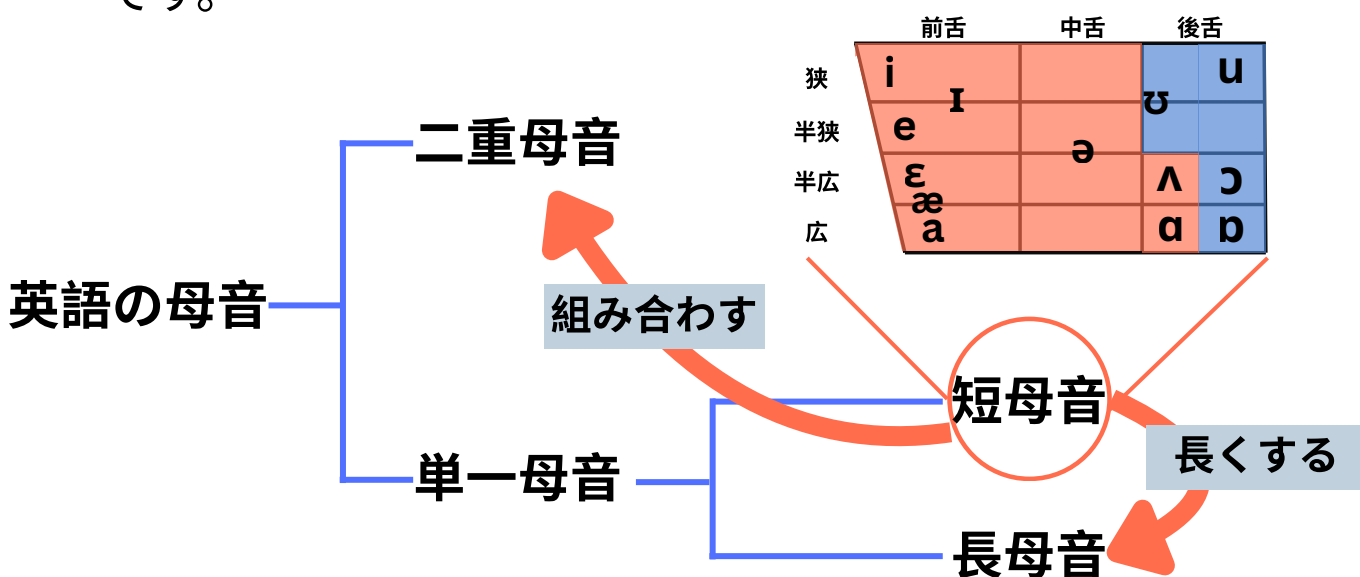 です。
前舌 中舌 後舌
狭 i u
ɪ ʊ
半狭 e
ə
半広 ɛ ʌ ɔ
æ
広 a ɑ ɒ
二重母音
英語の母音
組み合わす
短母音
長くする
単一母音
長母音